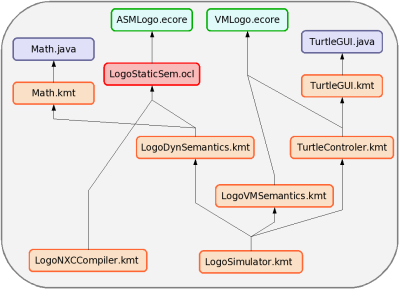 ASMLogo.ecore
VMLogo.ecore
Math.java
TurtleGUI.java
LogoStaticSem.ocl
Math.kmt
TurtleGUI.kmt
LogoDynSemantics.kmt
TurtleControler.kmt
LogoVMSemantics.kmt
LogoNXCCompiler.kmt
LogoSimulator.kmt